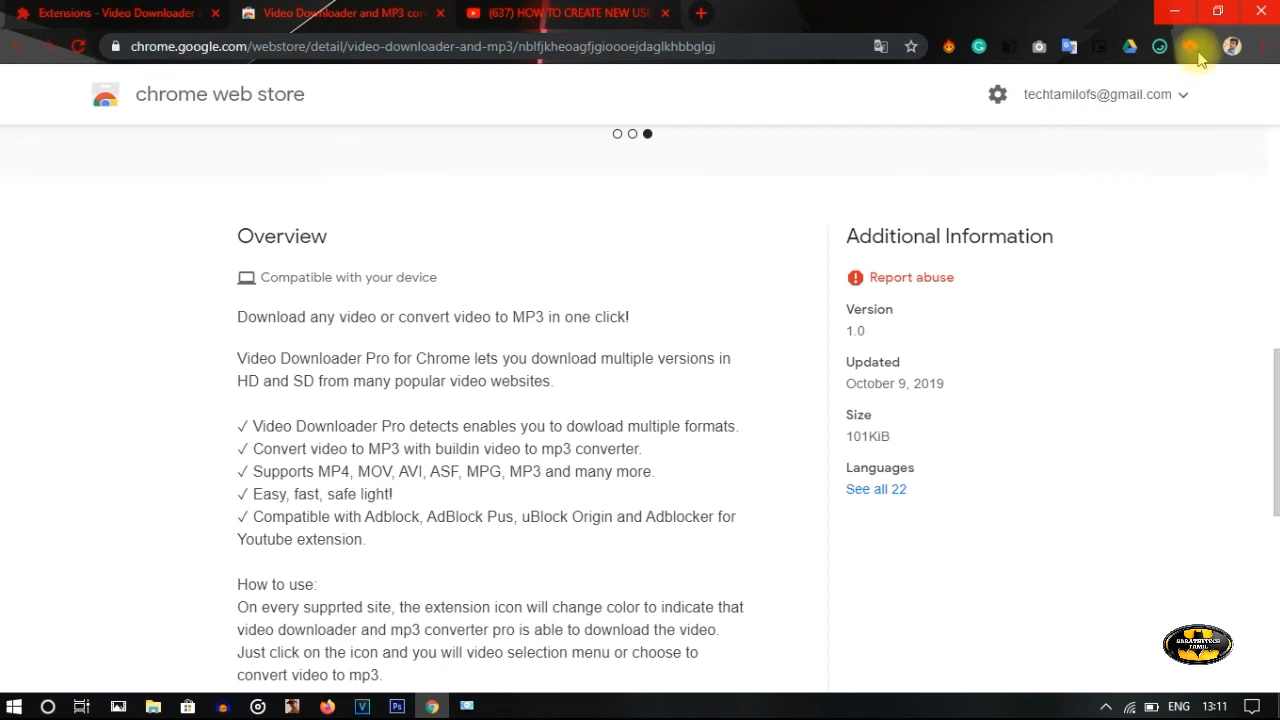 Extensions - Video Downloader a
Video Downloader and MP3 con
(637) HOW TO CREATE NEW USE
chrome.google.com/webstore/detail/video-downloader-and-mp3/nblfjkheoagfjgioooejdaglkhbbglgj
chrome web store
techtamilofs@gmail.com
Overview
Compatible with your device
Download any video or convert video to MP3 in one click!
Video Downloader Pro for Chrome lets you download multiple versions in
HD and SD from many popular video websites.
✓ Video Downloader Pro detects enables you to dowload multiple formats.
✓ Convert video to MP3 with buildin video to mp3 converter.
✓ Supports MP4, MOV, AVI, ASF, MPG, MP3 and many more.
✓ Easy, fast, safe light!
✓ Compatible with Adblock, AdBlock Pus, uBlock Origin and Adblocker for
Youtube extension.
How to use:
On every supprted site, the extension icon will change color to indicate that
video downloader and mp3 converter pro is able to download the video.
Just click on the icon and you will video selection menu or choose to
convert video to mp3.
Additional Information
Report abuse
Version
1.0
Updated
October 9, 2019
Size
101KiB
Languages
See all 22
TAMIL
ENG
13:11